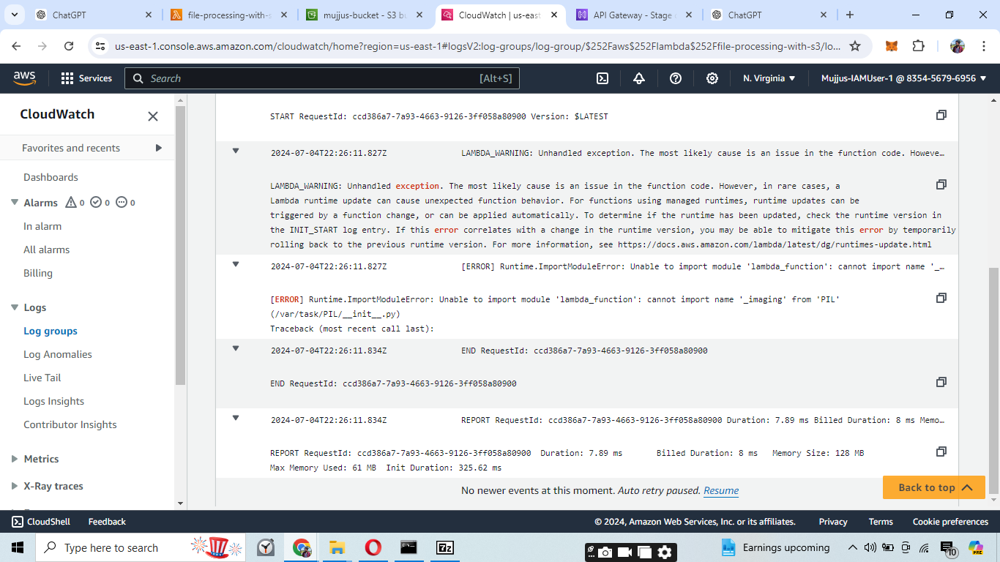 ChatGPT
file-processing-with-s
mujjus-bucket - S3 bu
CloudWatch | us-east
API Gateway - Stage
ChatGPT
us-east-1.console.aws.amazon.com/cloudwatch/home?region=us-east-1#logsV2:log-groups/log-group/$252Faws$252Flambda$252Ffile-processing-with-s3/lo...
aws
Services
Search
[Alt+S]
N. Virginia
Mujjus-IAMUser-1 @ 8354-5679-6956
CloudWatch
Favorites and recents
Dashboards
Alarms 0 0 0
In alarm
All alarms
Billing
Logs
Log groups
Log Anomalies
Live Tail
Logs Insights
Contributor Insights
Metrics
X-Ray traces
START RequestId: ccd386a7-7a93-4663-9126-3ff058a80900 Version: $LATEST
2024-07-04T22:26:11.827Z LAMBDA_WARNING: Unhandled exception. The most likely cause is an issue in the function code. Howeve…
LAMBDA_WARNING: Unhandled exception. The most likely cause is an issue in the function code. However, in rare cases, a
Lambda runtime update can cause unexpected function behavior. For functions using managed runtimes, runtime updates can be
triggered by a function change, or can be applied automatically. To determine if the runtime has been updated, check the runtime version in
the INIT_START log entry. If this error correlates with a change in the runtime version, you may be able to mitigate this error by temporarily
rolling back to the previous runtime version. For more information, see https://docs.aws.amazon.com/lambda/latest/dg/runtimes-update.html
2024-07-04T22:26:11.827Z [ERROR] Runtime.ImportModuleError: Unable to import module 'lambda_function': cannot import name '_…
[ERROR] Runtime.ImportModuleError: Unable to import module 'lambda_function': cannot import name '_imaging' from 'PIL'
(/var/task/PIL/__init__.py)
Traceback (most recent call last):
2024-07-04T22:26:11.834Z END RequestId: ccd386a7-7a93-4663-9126-3ff058a80900
END RequestId: ccd386a7-7a93-4663-9126-3ff058a80900
2024-07-04T22:26:11.834Z REPORT RequestId: ccd386a7-7a93-4663-9126-3ff058a80900 Duration: 7.89 ms Billed Duration: 8 ms Memo…
REPORT RequestId: ccd386a7-7a93-4663-9126-3ff058a80900 Duration: 7.89 ms Billed Duration: 8 ms Memory Size: 128 MB
Max Memory Used: 61 MB Init Duration: 325.62 ms
No newer events at this moment. Auto retry paused. Resume
Back to top
CloudShell
Feedback
© 2024, Amazon Web Services, Inc. or its affiliates.
Privacy
Terms
Cookie preferences
Type here to search
7z
Earnings upcoming
10
PRE